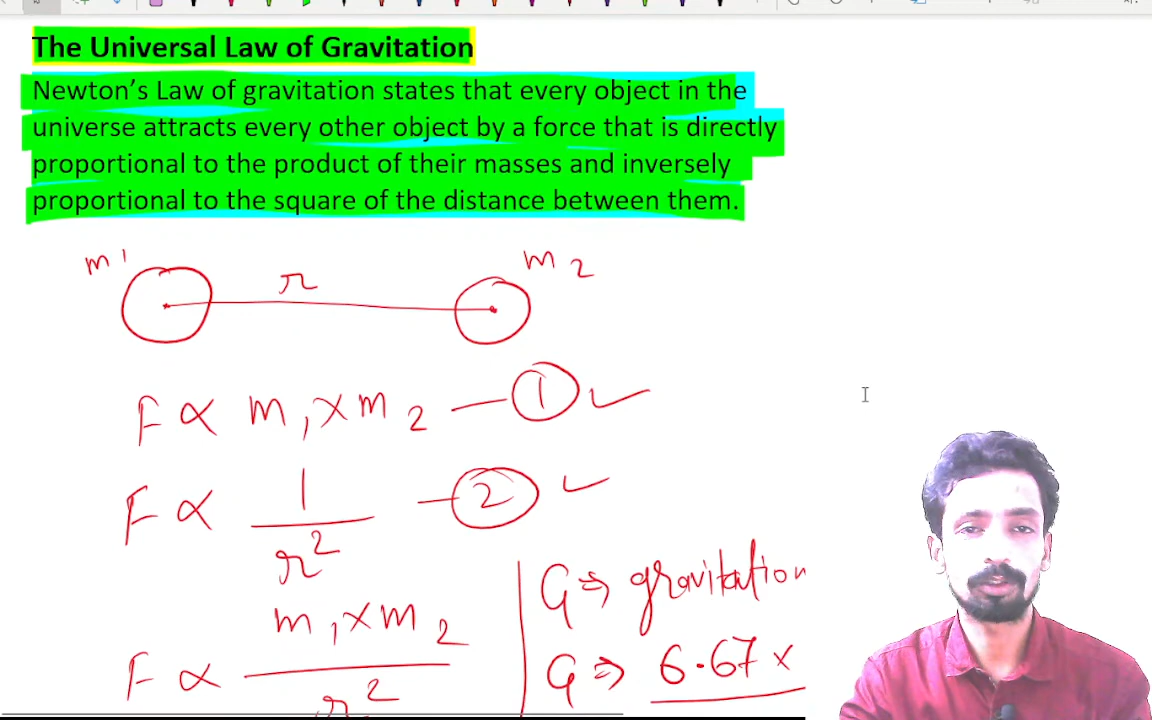 The Universal Law of Gravitation
Newton's Law of gravitation states that every object in the
universe attracts every other object by a force that is directly
proportional to the product of their masses and inversely
proportional to the square of the distance between them.
m1
r
m2
F ∝ m₁ × m₂ — ①
F ∝ 1/r² — ②
F ∝ m₁ × m₂/r²
G ⇒ gravitation
G ⇒ 6.67 ×